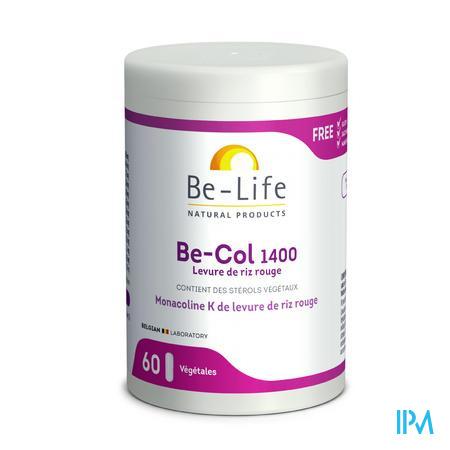 FREE
Be-Life
NATURAL PRODUCTS
Be-Col 1400
Levure de riz rouge
CONTIENT DES STÉROLS VÉGÉTAUX
Monacoline K de levure de riz rouge
BELGIAN LABORATORY
60 Végétales
IPM